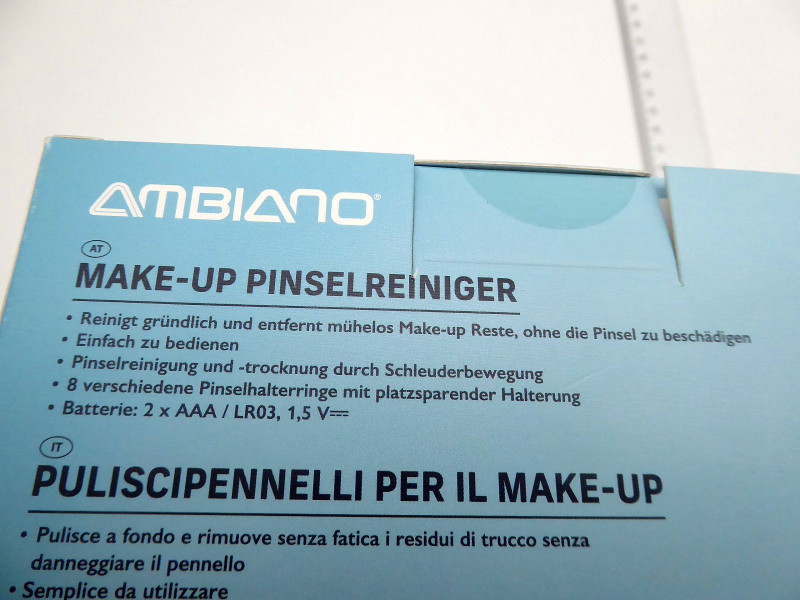 AMBIANO®
AT
MAKE-UP PINSELREINIGER
• Reinigt gründlich und entfernt mühelos Make-up Reste, ohne die Pinsel zu beschädigen
• Einfach zu bedienen
• Pinselreinigung und -trocknung durch Schleuderbewegung
• 8 verschiedene Pinselhalterringe mit platzsparender Halterung
• Batterie: 2 x AAA / LR03, 1,5 V⎓
IT
PULISCIPENNELLI PER IL MAKE-UP
• Pulisce a fondo e rimuove senza fatica i residui di trucco senza
danneggiare il pennello
• Semplice da utilizzare